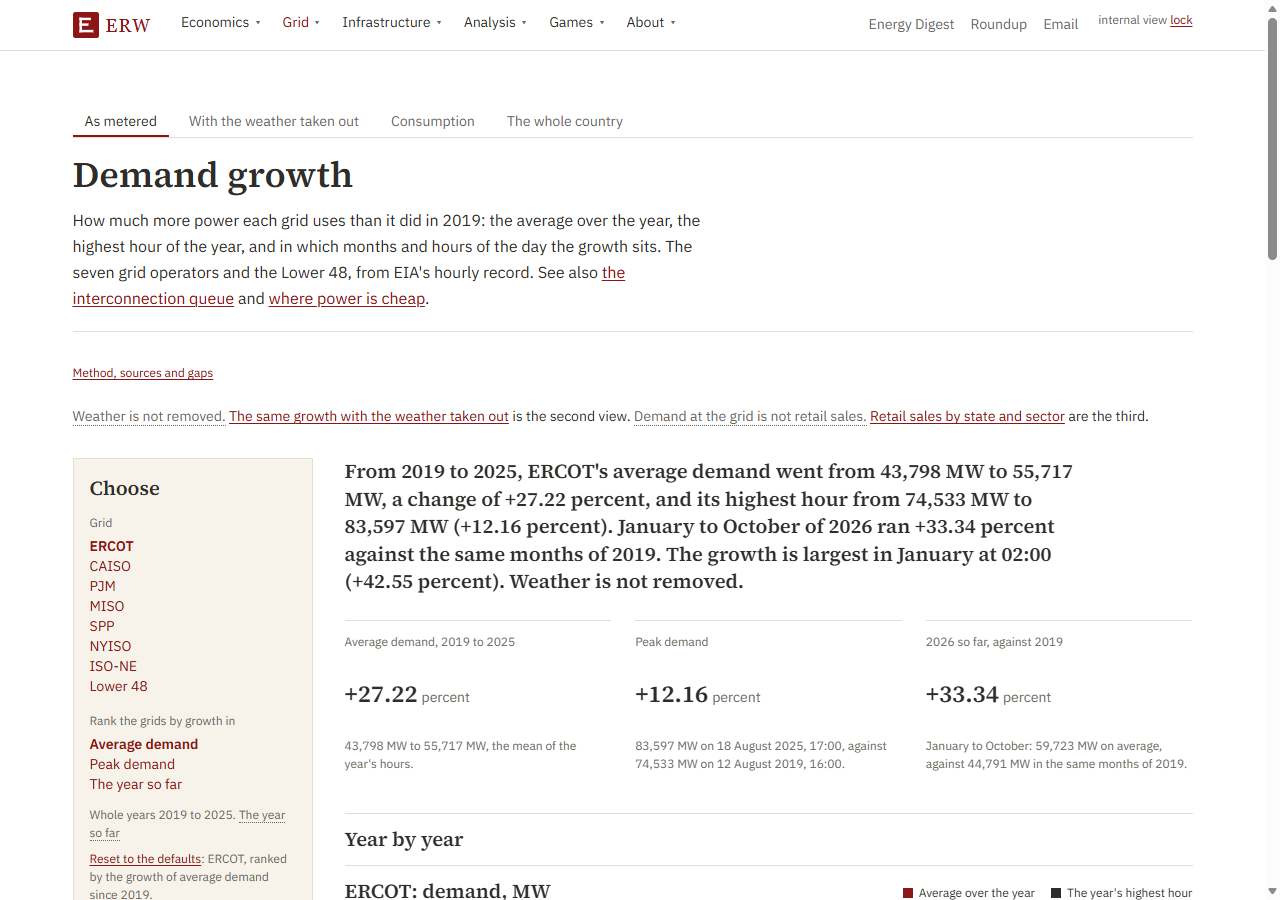 E ERW Economics ▾ Grid ▾ Infrastructure ▾ Analysis ▾ Games ▾ About ▾ Energy Digest Roundup Email internal view lock
As metered With the weather taken out Consumption The whole country
Demand growth
How much more power each grid uses than it did in 2019: the average over the year, the
highest hour of the year, and in which months and hours of the day the growth sits. The
seven grid operators and the Lower 48, from EIA's hourly record. See also the
interconnection queue and where power is cheap.
Method, sources and gaps
Weather is not removed. The same growth with the weather taken out is the second view. Demand at the grid is not retail sales. Retail sales by state and sector are the third.
Choose
Grid
ERCOT
CAISO
PJM
MISO
SPP
NYISO
ISO-NE
Lower 48
Rank the grids by growth in
Average demand
Peak demand
The year so far
Whole years 2019 to 2025. The year
so far
Reset to the defaults: ERCOT, ranked
by the growth of average demand
since 2019.
From 2019 to 2025, ERCOT's average demand went from 43,798 MW to 55,717
MW, a change of +27.22 percent, and its highest hour from 74,533 MW to
83,597 MW (+12.16 percent). January to October of 2026 ran +33.34 percent
against the same months of 2019. The growth is largest in January at 02:00
(+42.55 percent). Weather is not removed.
Average demand, 2019 to 2025
+27.22 percent
43,798 MW to 55,717 MW, the mean of the
year's hours.
Peak demand
+12.16 percent
83,597 MW on 18 August 2025, 17:00, against
74,533 MW on 12 August 2019, 16:00.
2026 so far, against 2019
+33.34 percent
January to October: 59,723 MW on average,
against 44,791 MW in the same months of 2019.
Year by year
ERCOT: demand, MW
Average over the year The year's highest hour